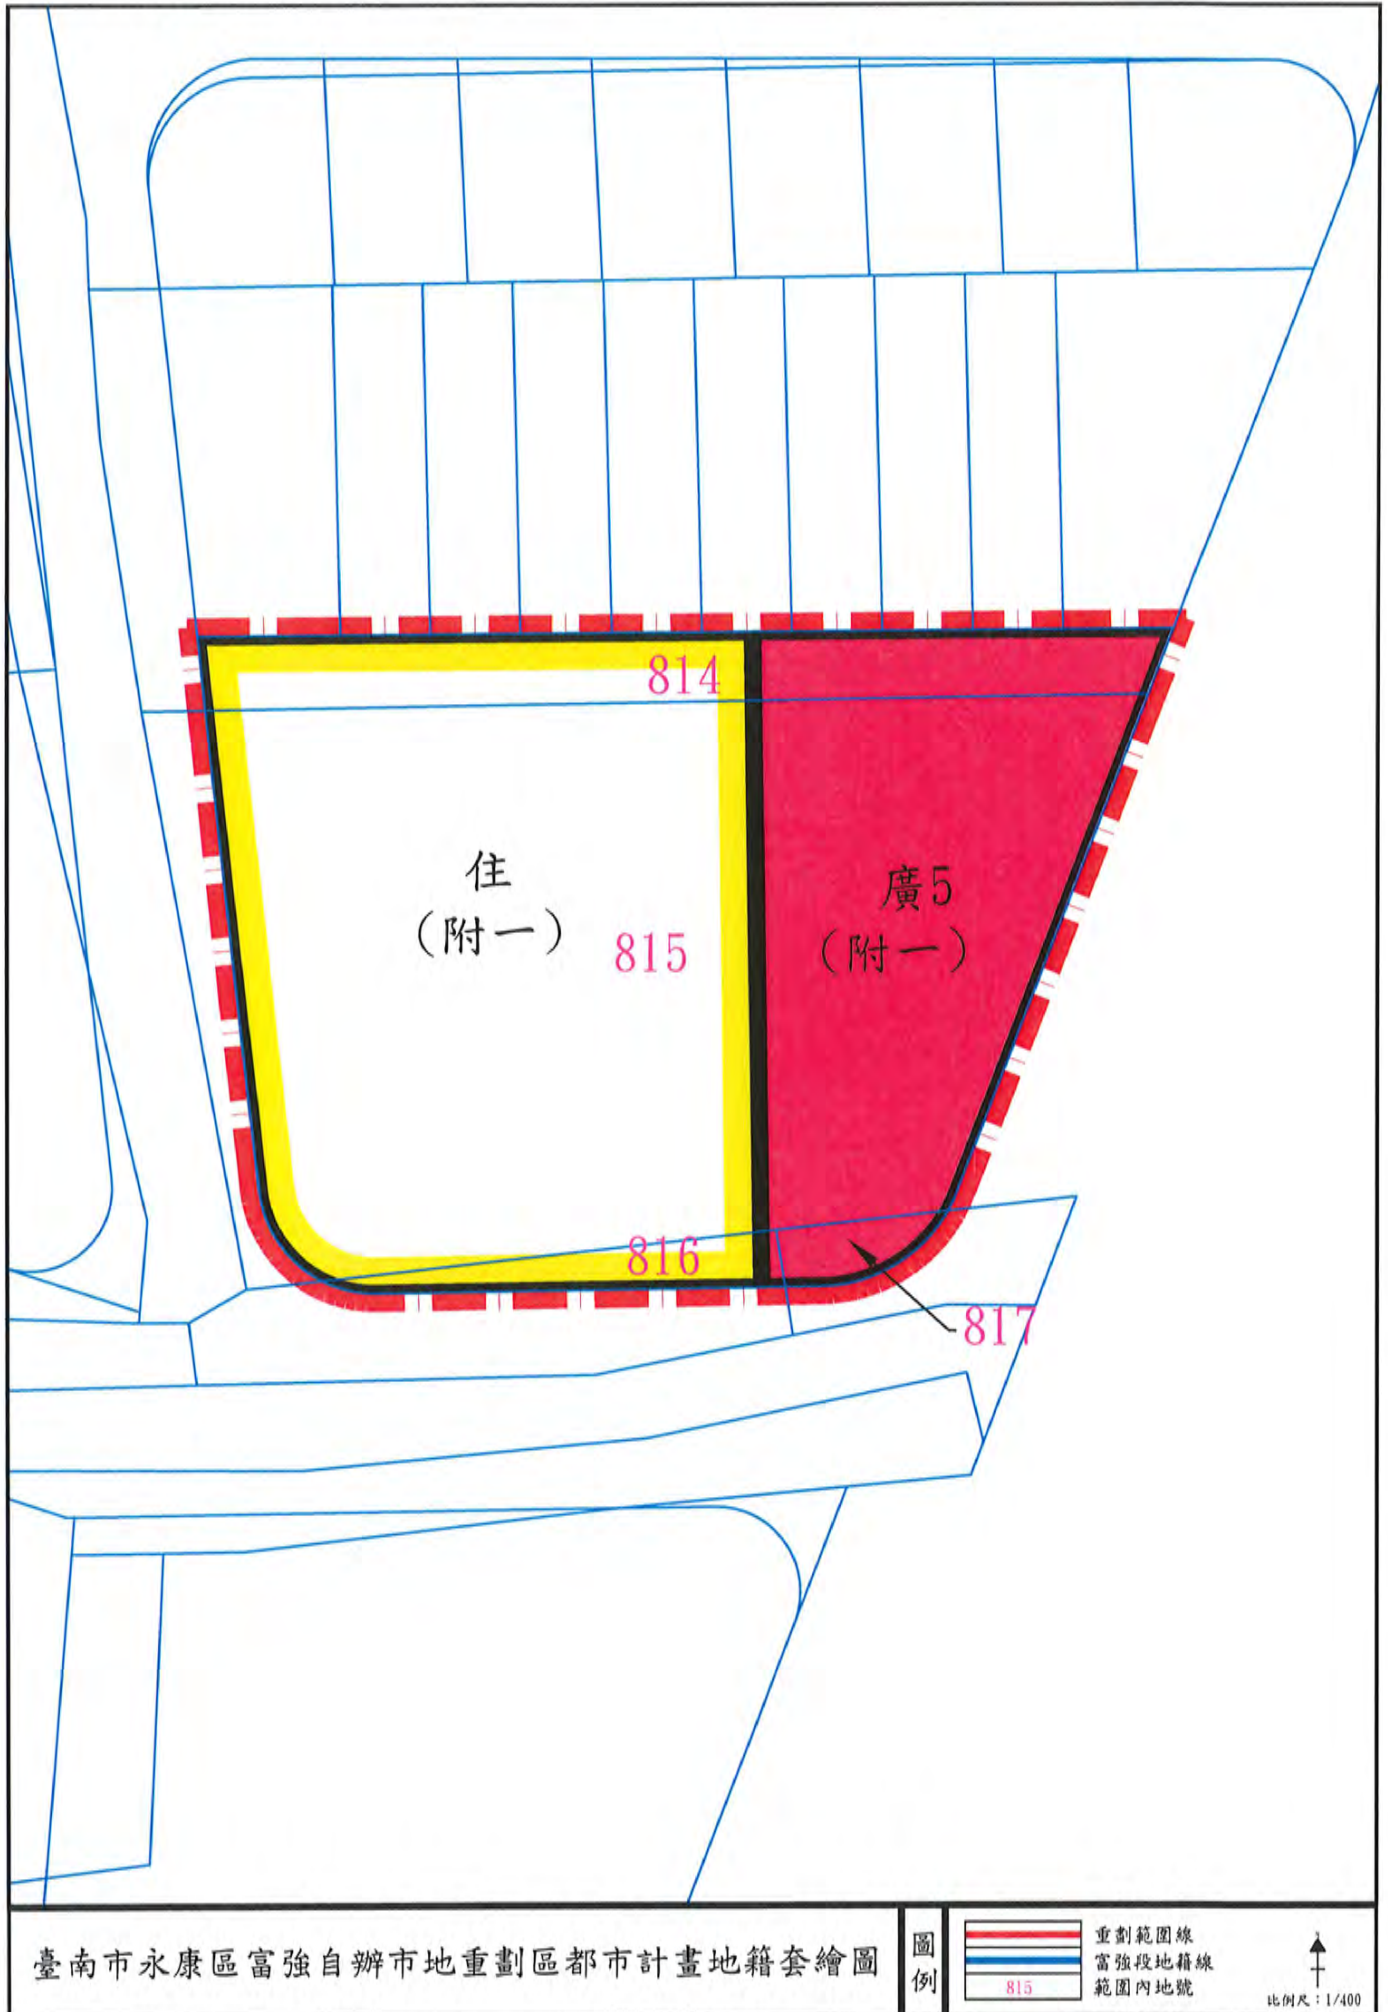 814
住
(附一)
815
廣5
(附一)
816
817
臺南市永康區富強自辦市地重劃區都市計畫地籍套繪圖
圖例
重劃範圍線
富強段地籍線
815
範圍內地號
比例尺：1/400